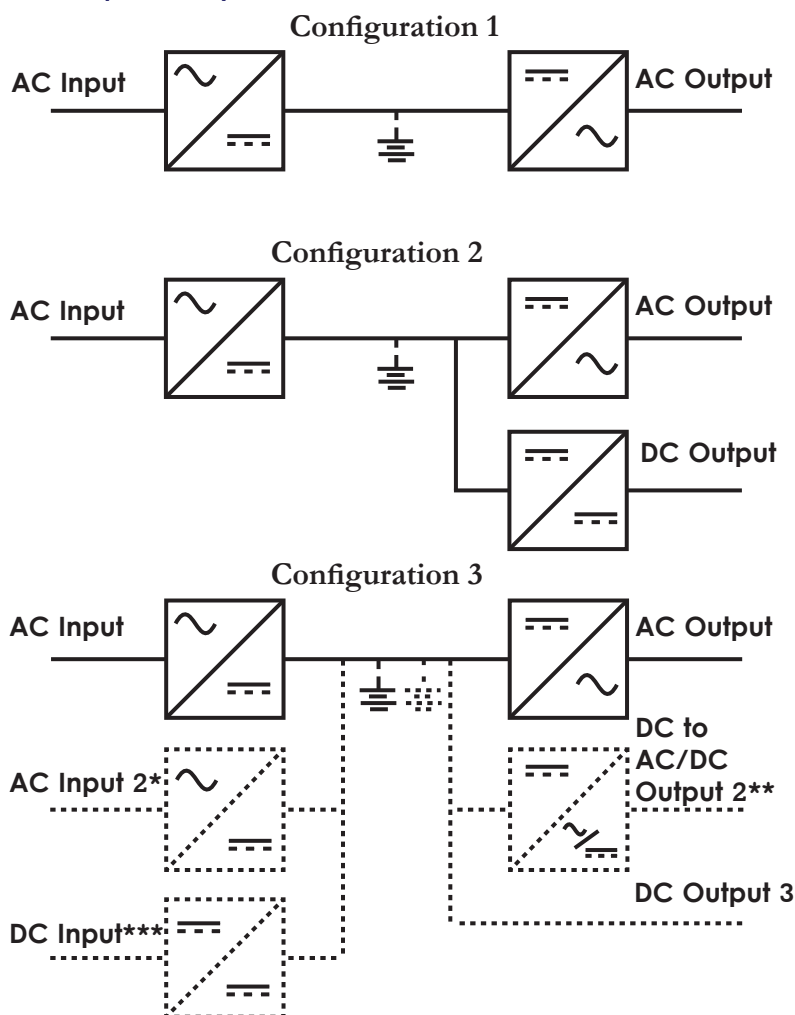 Configuration 1
AC Input
AC Output
Configuration 2
AC Input
AC Output
DC Output
Configuration 3
AC Input
AC Output
AC Input 2*
DC to
AC/DC
Output 2**
DC Output 3
DC Input***